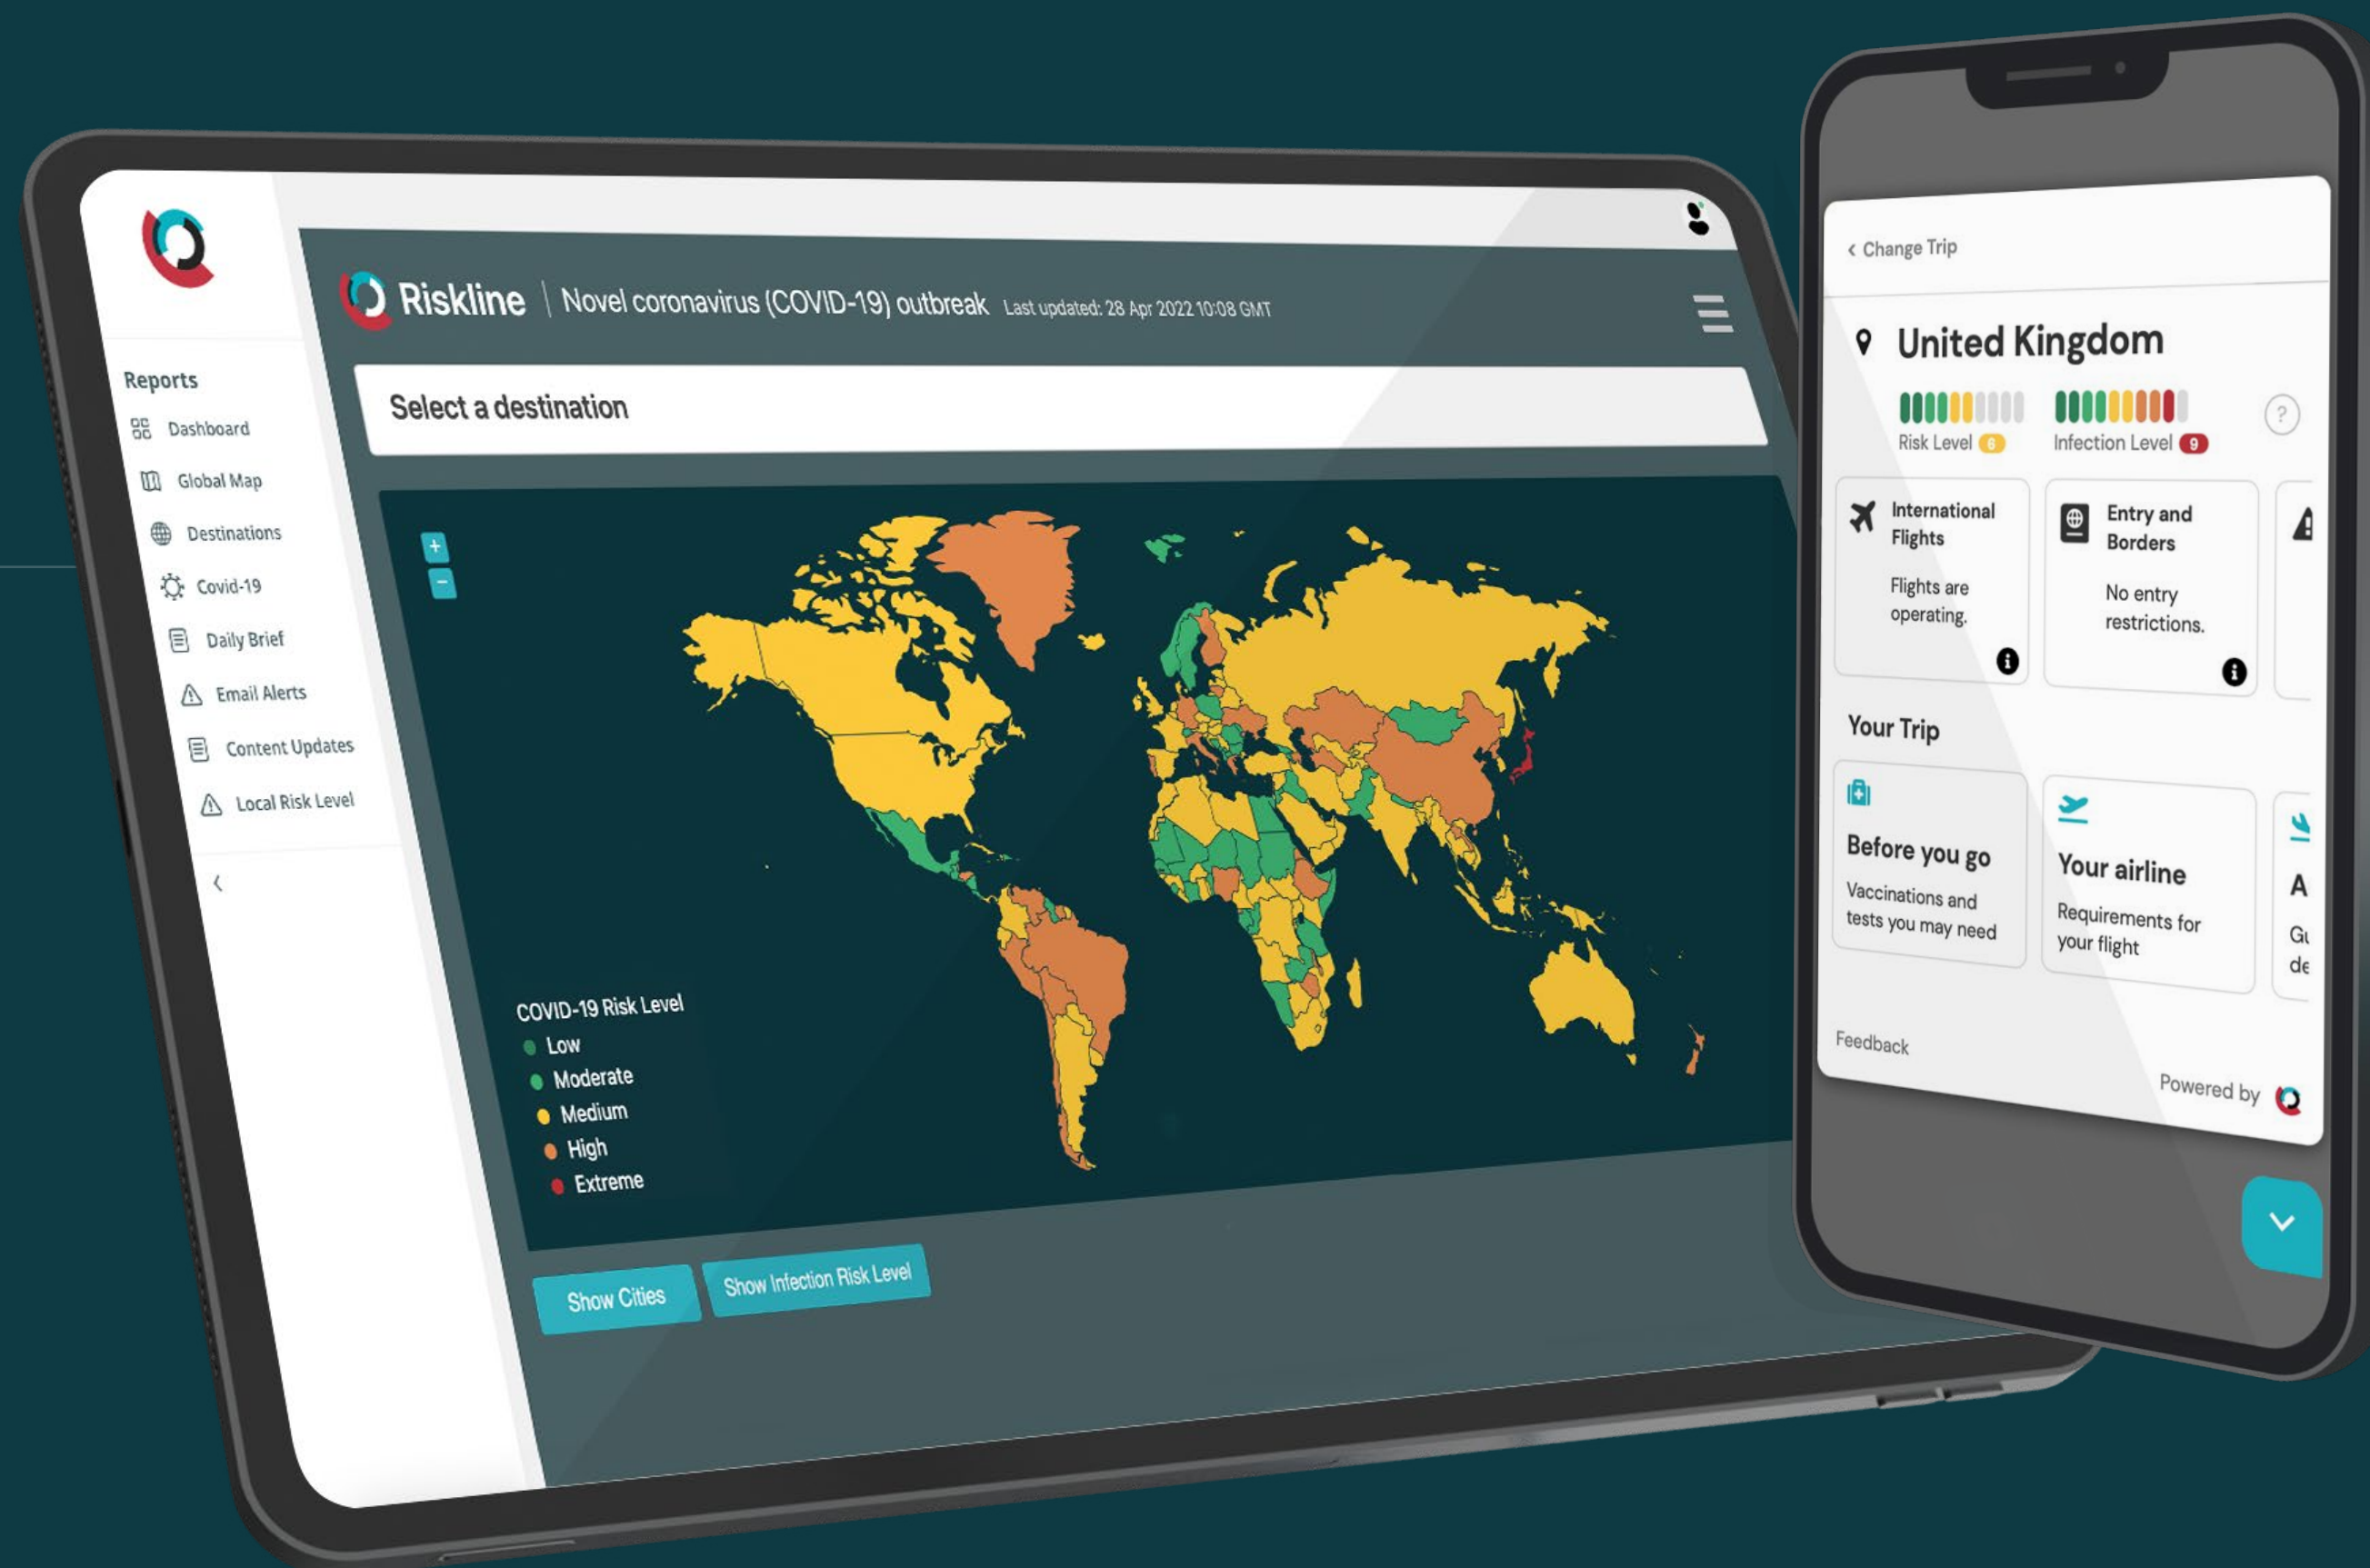 Reports
Dashboard
Global Map
Destinations
Covid-19
Daily Brief
Email Alerts
Content Updates
Local Risk Level
Riskline | Novel coronavirus (COVID-19) outbreak Last updated: 28 Apr 2022 10:08 GMT
Select a destination
+
-
COVID-19 Risk Level
Low
Moderate
Medium
High
Extreme
Show Cities
Show Infection Risk Level
< Change Trip
United Kingdom
Risk Level 6
Infection Level 9
?
International
Flights
Flights are
operating.
Entry and
Borders
No entry
restrictions.
Your Trip
Before you go
Vaccinations and
tests you may need
Your airline
Requirements for
your flight
A
Feedback
Powered by